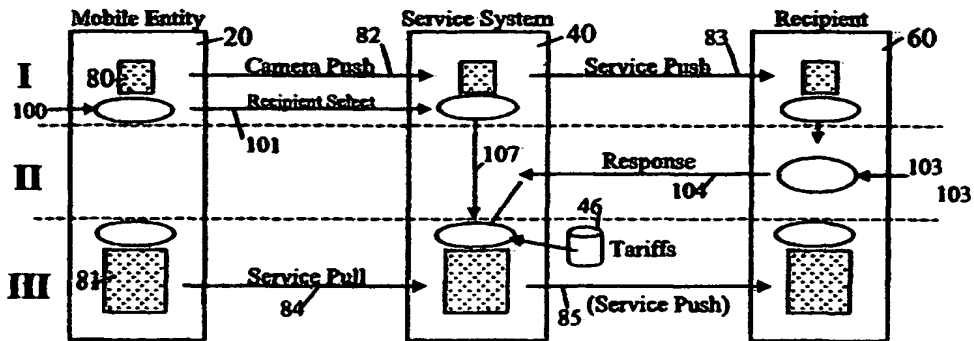 Mobile Entity Service System Recipient
20 82 40 83 60
I 80 Camera Push Service Push
100 Recipient Select
101
II 107 Response 103
104 103
46
Tariffs
III 81 Service Pull (Service Push)
84 85